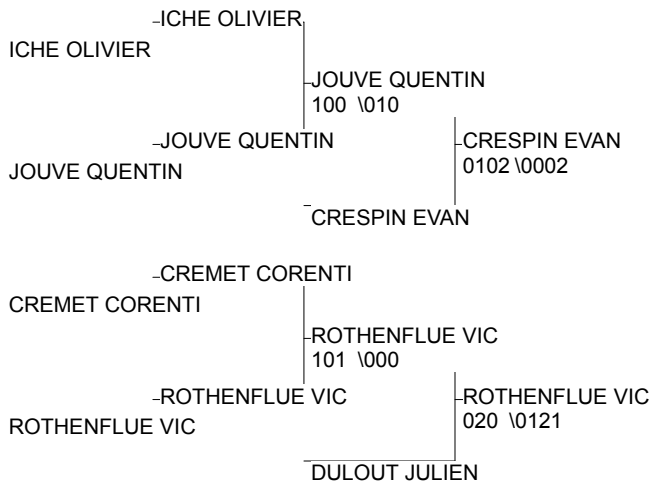 ICHE OLIVIER
ICHE OLIVIER
JOUVE QUENTIN
100 \010
JOUVE QUENTIN
CRESPIN EVAN
0102 \0002
JOUVE QUENTIN
CRESPIN EVAN
CREMET CORENTI
CREMET CORENTI
ROTHENFLUE VIC
101 \000
ROTHENFLUE VIC
ROTHENFLUE VIC
020 \0121
ROTHENFLUE VIC
DULOUT JULIEN